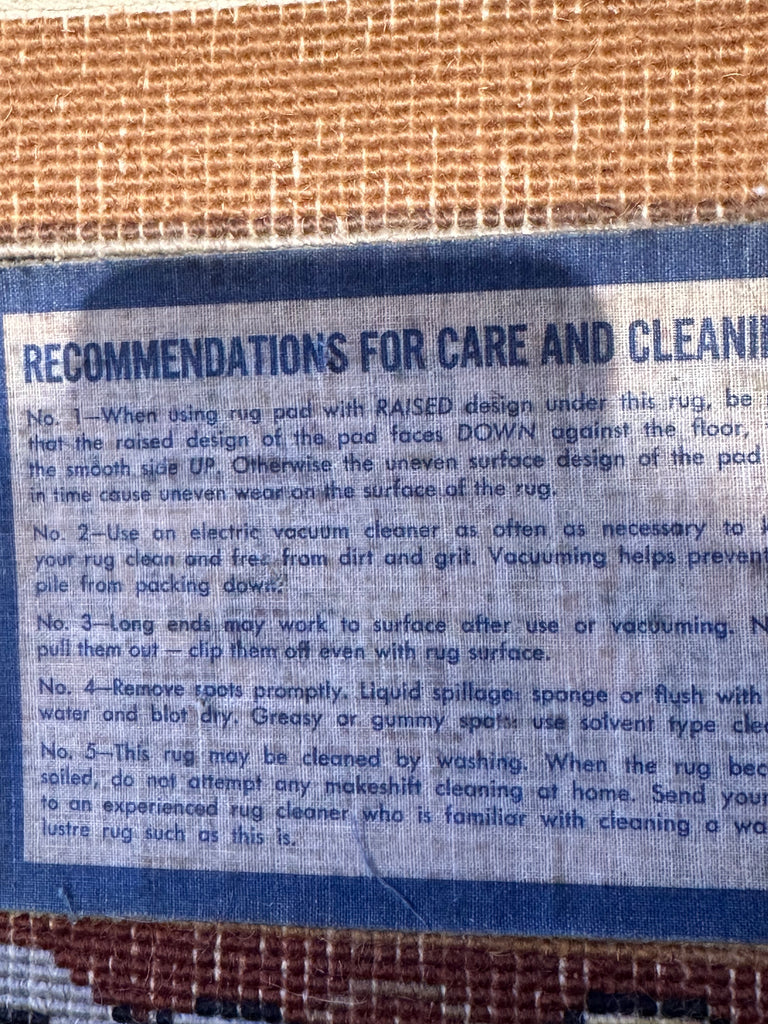 RECOMMENDATIONS FOR CARE AND CLEANI
No. 1—When using rug pad with RAISED design under this rug, be
that the raised design of the pad faces DOWN against the floor,
the smooth side UP. Otherwise the uneven surface design of the pad
in time cause uneven wear on the surface of the rug.
No. 2—Use an electric vacuum cleaner as often as necessary to k
your rug clean and free from dirt and grit. Vacuuming helps prevent
pile from packing down.
No. 3—Long ends may work to surface after use or vacuuming. N
pull them out — clip them off even with rug surface.
No. 4—Remove spots promptly. Liquid spillage: sponge or flush with
water and blot dry. Greasy or gummy spots: use solvent type clea
No. 5—This rug may be cleaned by washing. When the rug bec
soiled, do not attempt any makeshift cleaning at home. Send your
to an experienced rug cleaner who is familiar with cleaning a wa
lustre rug such as this is.